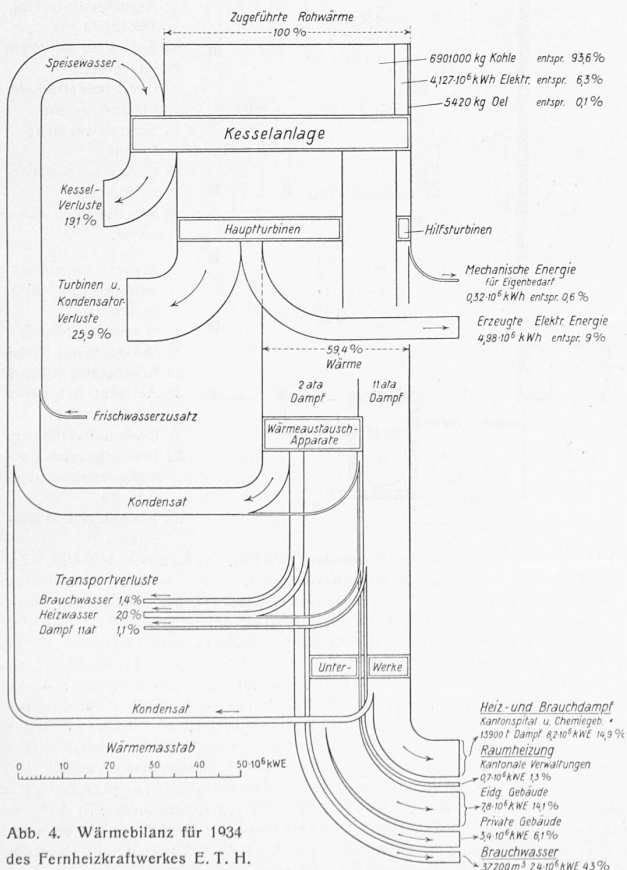 Zugeführte Rohwärme
100 %
Speisewasser
6901000 kg Kohle entspr. 93,6%
4,127·10⁶ kWh Elektr. entspr. 6,3%
5420 kg Oel entspr. 0,1%
Kesselanlage
Kessel-
Verluste
19,1 %
Hauptturbinen
Hilfsturbinen
Turbinen u.
Kondensator-
Verluste
25,9 %
Mechanische Energie
für Eigenbedarf
0,32·10⁶ kWh entspr. 0,6 %
Erzeugte Elektr. Energie
4,98·10⁶ kWh entspr. 9 %
59,4%
Wärme
2 ata
Dampf
11 ata
Dampf
Frischwasserzusatz
Wärmeaustausch-
Apparate
Kondensat
Transportverluste
Brauchwasser 1,4%
Heizwasser 2,0 %
Dampf 11at 1,1 %
Unter- Werke
Kondensat
Heiz- und Brauchdampf
Kantonspital u. Chemiegeb.
13900 t Dampf 8,2·10⁶ KWE 14,9 %
Raumheizung
Kantonale Verwaltungen
0,7·10⁶ KWE 1,3 %
Eidg. Gebäude
7,8·10⁶ KWE 14,1 %
Private Gebäude
3,4·10⁶ KWE 6,1 %
Brauchwasser
37200 m³ 2,4·10⁶ KWE 4,3 %
Wärmemasstab
0 10 20 30 40 50·10⁶ KWE
Abb. 4. Wärmebilanz für 1934
des Fernheizkraftwerkes E. T. H.